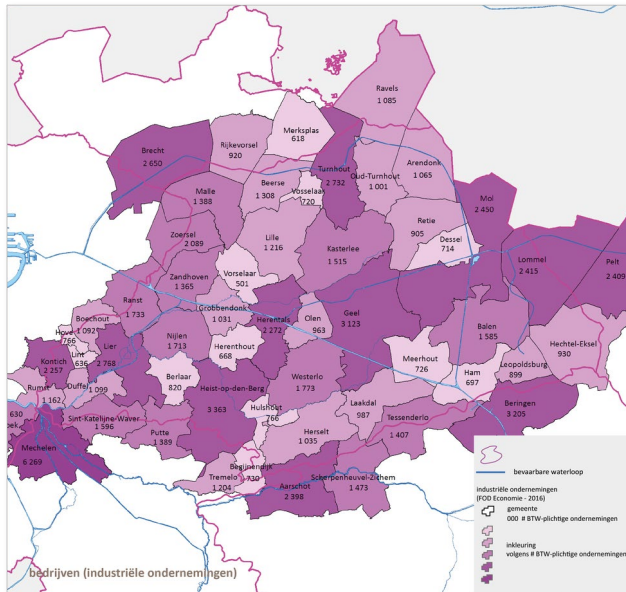 Ravels
1 085
Merksplas
618
Rijkevorsel
920
Brecht
2 650
Turnhout
2 732
Oud-Turnhout
1 001
Arendonk
1 065
Beerse
1 308
Vosselaar
720
Malle
1 388
Mol
2 450
Retie
905
Dessel
714
Zoersel
2 089
Lille
1 216
Kasterlee
1 515
Lommel
2 415
Pelt
2 409
Zandhoven
1 365
Vorselaar
501
Ranst
1 733
Grobbendonk
1 031
Herentals
2 272
Olen
963
Geel
3 123
Boechout
1 092
Hove
766
Lint
636
Lier
2 768
Nijlen
1 713
Herenthout
668
Balen
1 585
Hechtel-Eksel
930
Kontich
2 257
Meerhout
726
Ham
697
Leopoldsburg
899
Rumst
1 162
Duffel
1 099
Berlaar
820
Heist-op-den-Berg
3 363
Westerlo
1 773
Hulshout
766
Laakdal
987
Tessenderlo
1 407
Beringen
3 205
630
Sint-Katelijne-Waver
1 596
Putte
1 389
Herselt
1 035
Mechelen
6 269
Begijnendijk
730
Tremelo
1 204
Aarschot
2 398
Scherpenheuvel-Zichem
1 473
bevaarbare waterloop
industriële ondernemingen
(FOD Economie - 2016)
gemeente
000 # BTW-plichtige ondernemingen
inkleuring
volgens # BTW-plichtige ondernemingen
bedrijven (industriële ondernemingen)